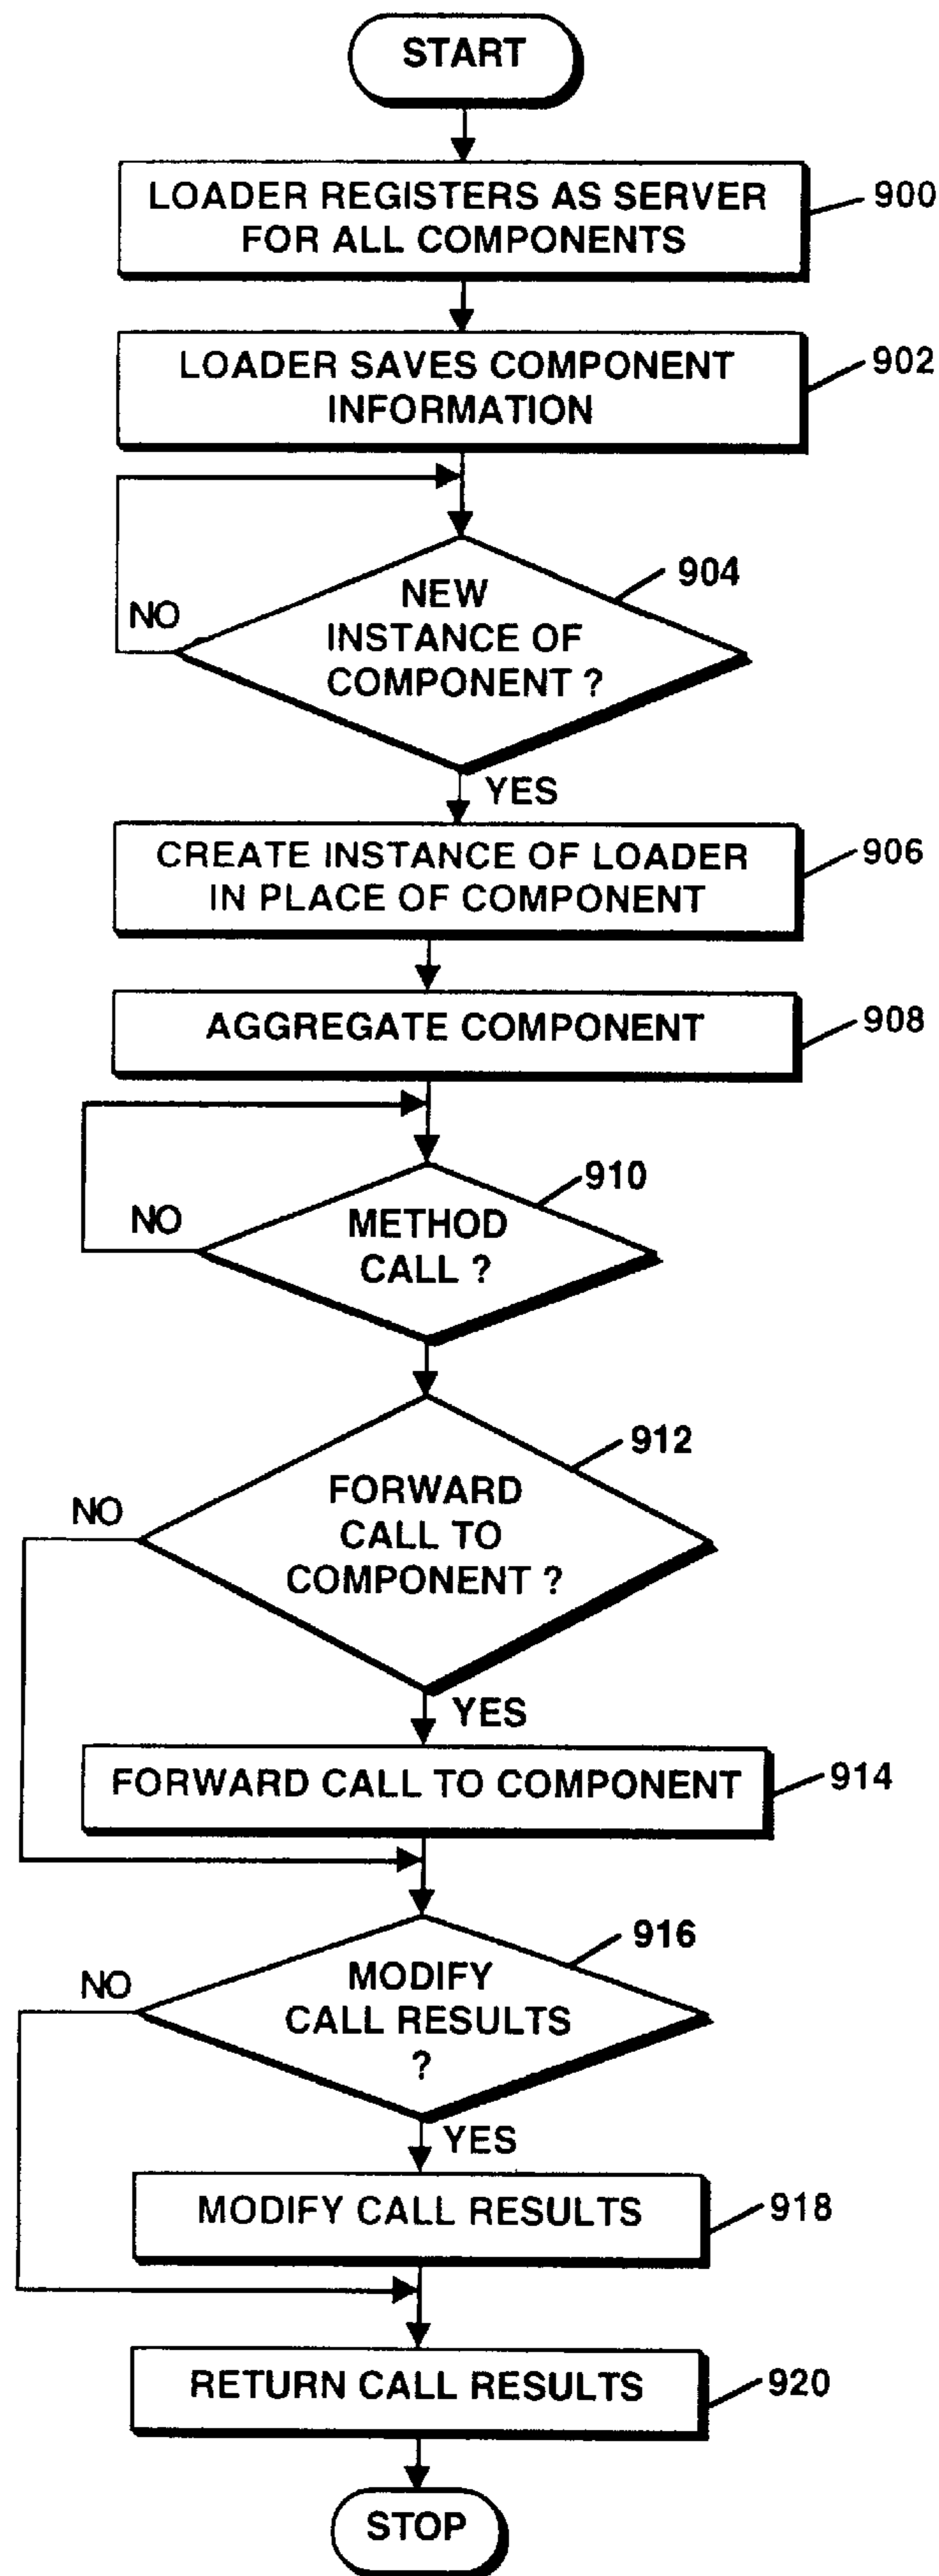 START
LOADER REGISTERS AS SERVER
FOR ALL COMPONENTS
900
LOADER SAVES COMPONENT
INFORMATION
902
904
NEW
INSTANCE OF
COMPONENT ?
NO
YES
CREATE INSTANCE OF LOADER
IN PLACE OF COMPONENT
906
AGGREGATE COMPONENT
908
910
METHOD
CALL ?
NO
912
FORWARD
CALL TO
COMPONENT ?
NO
YES
FORWARD CALL TO COMPONENT
914
916
MODIFY
CALL RESULTS
?
NO
YES
MODIFY CALL RESULTS
918
RETURN CALL RESULTS
920
STOP